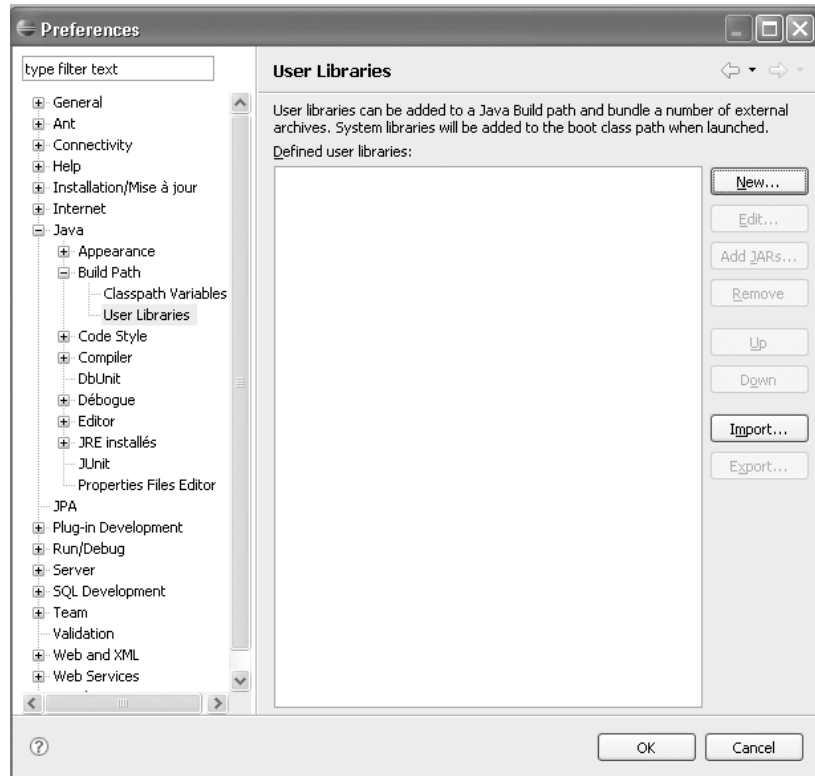 Preferences
type filter text
General
Ant
Connectivity
Help
Installation/Mise à jour
Internet
Java
Appearance
Build Path
Classpath Variables
User Libraries
Code Style
Compiler
DbUnit
Débogue
Editor
JRE installés
JUnit
Properties Files Editor
JPA
Plug-in Development
Run/Debug
Server
SQL Development
Team
Validation
Web and XML
Web Services
User Libraries
User libraries can be added to a Java Build path and bundle a number of external
archives. System libraries will be added to the boot class path when launched.
Defined user libraries:
New...
Edit...
Add JARs...
Remove
Up
Down
Import...
Export...
OK
Cancel